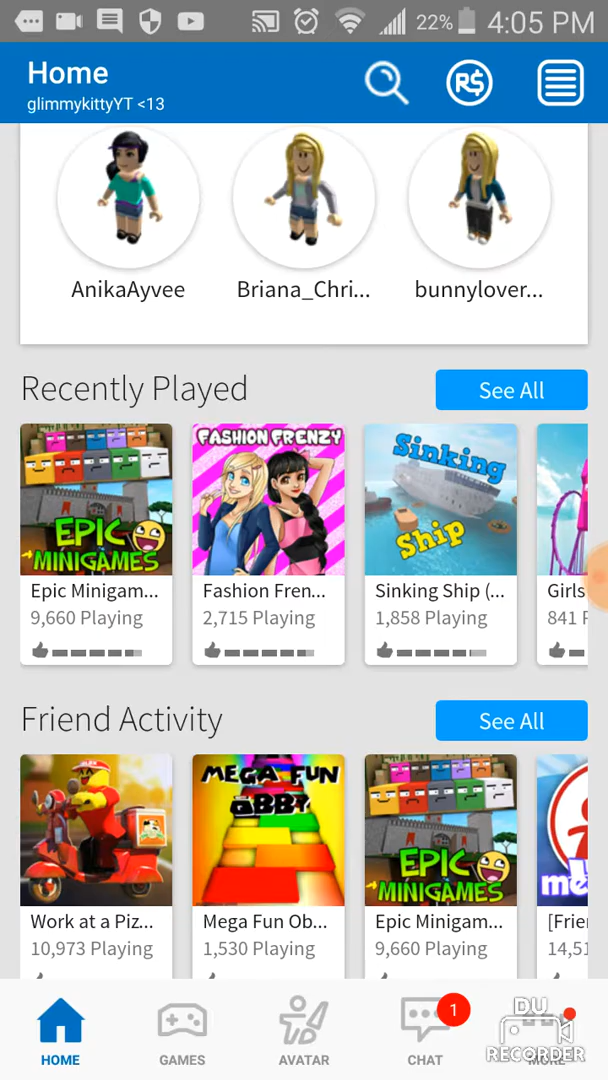 22% 4:05 PM
Home
R$
glimmykittyYT <13
AnikaAyvee Briana_Chri... bunnylover...
Recently Played See All
EPIC MINIGAMES
FASHION FRENZY
Sinking Ship
Epic Minigam... Fashion Fren... Sinking Ship (... Girls
9,660 Playing 2,715 Playing 1,858 Playing 841 P
Friend Activity See All
MEGA FUN OBBY
EPIC MINIGAMES
me
Work at a Piz... Mega Fun Ob... Epic Minigam... [Frie
10,973 Playing 1,530 Playing 9,660 Playing 14,51
1
DU RECORDER
HOME GAMES AVATAR CHAT MORE